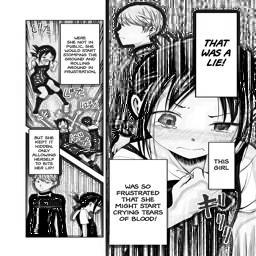 THAT WAS A LIE!
THIS GIRL
WAS SO
FRUSTRATED
THAT SHE
MIGHT START
CRYING TEARS
OF BLOOD!
WERE
SHE NOT IN
PUBLIC, SHE
WOULD START
STOMPING THE
GROUND AND
ROLLING
AROUND IN
FRUSTRATION.
BUT SHE
KEPT IT
HIDDEN,
ONLY
ALLOWING
HERSELF
TO BITE
HER LIP!